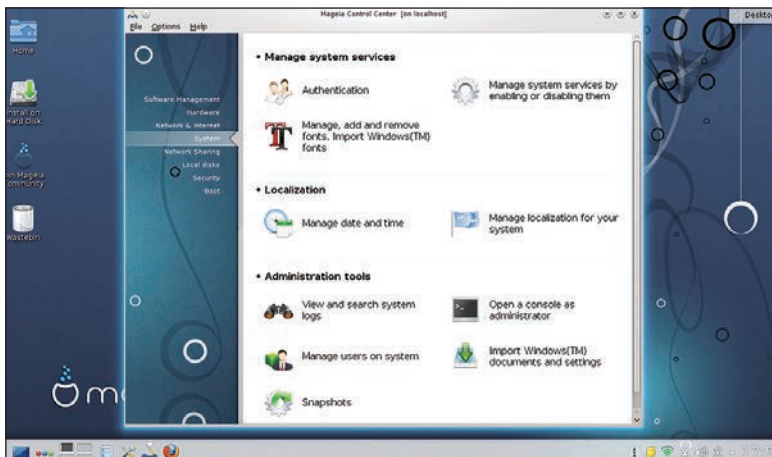 Mageia Control Center [on localhost]
File Options Help
Desktop
Home
Install on
Hard Disk
Join Mageia
Community
Wastebin
Software Management
Hardware
Network & Internet
System
Network Sharing
Local disks
Security
Boot
Manage system services
Authentication
Manage system services by
enabling or disabling them
Manage, add and remove
fonts. Import Windows(TM)
fonts
Localization
Manage date and time
Manage localization for your
system
Administration tools
View and search system
logs
Open a console as
administrator
Manage users on system
Import Windows(TM)
documents and settings
Snapshots